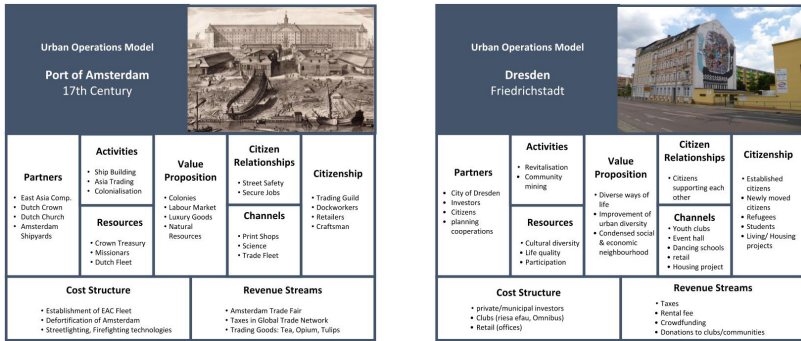 Urban Operations Model
Port of Amsterdam
17th Century
Partners
• East Asia Comp.
• Dutch Crown
• Dutch Church
• Amsterdam
Shipyards
Activities
• Ship Building
• Asia Trading
• Colonialisation
Resources
• Crown Treasury
• Missionars
• Dutch Fleet
Value
Proposition
• Colonies
• Labour Market
• Luxury Goods
• Natural
Resources
Citizen
Relationships
• Street Safety
• Secure Jobs
Channels
• Print Shops
• Science
• Trade Fleet
Citizenship
• Trading Guild
• Dockworkers
• Retailers
• Craftsman
Cost Structure
• Establishment of EAC Fleet
• Defortification of Amsterdam
• Streetlighting, Firefighting technologies
Revenue Streams
• Amsterdam Trade Fair
• Taxes in Global Trade Network
• Trading Goods: Tea, Opium, Tulips
Urban Operations Model
Dresden
Friedrichstadt
Partners
• City of Dresden
• Investors
• Citizens
• planning
cooperations
Activities
• Revitalisation
• Community
mining
Resources
• Cultural diversity
• Life quality
• Participation
Value
Proposition
• Diverse ways of
life
• Improvement of
urban diversity
• Condensed social
& economic
neighbourhood
Citizen
Relationships
• Citizens
supporting each
other
Channels
• Youth clubs
• Event hall
• Dancing schools
• retail
• Housing project
Citizenship
• Established
citizens
• Newly moved
citizens
• Refugees
• Students
• Living/ Housing
projects
Cost Structure
• private/municipal investors
• Clubs (riesa efau, Omnibus)
• Retail (offices)
Revenue Streams
• Taxes
• Rental fee
• Crowdfunding
• Donations to clubs/communities